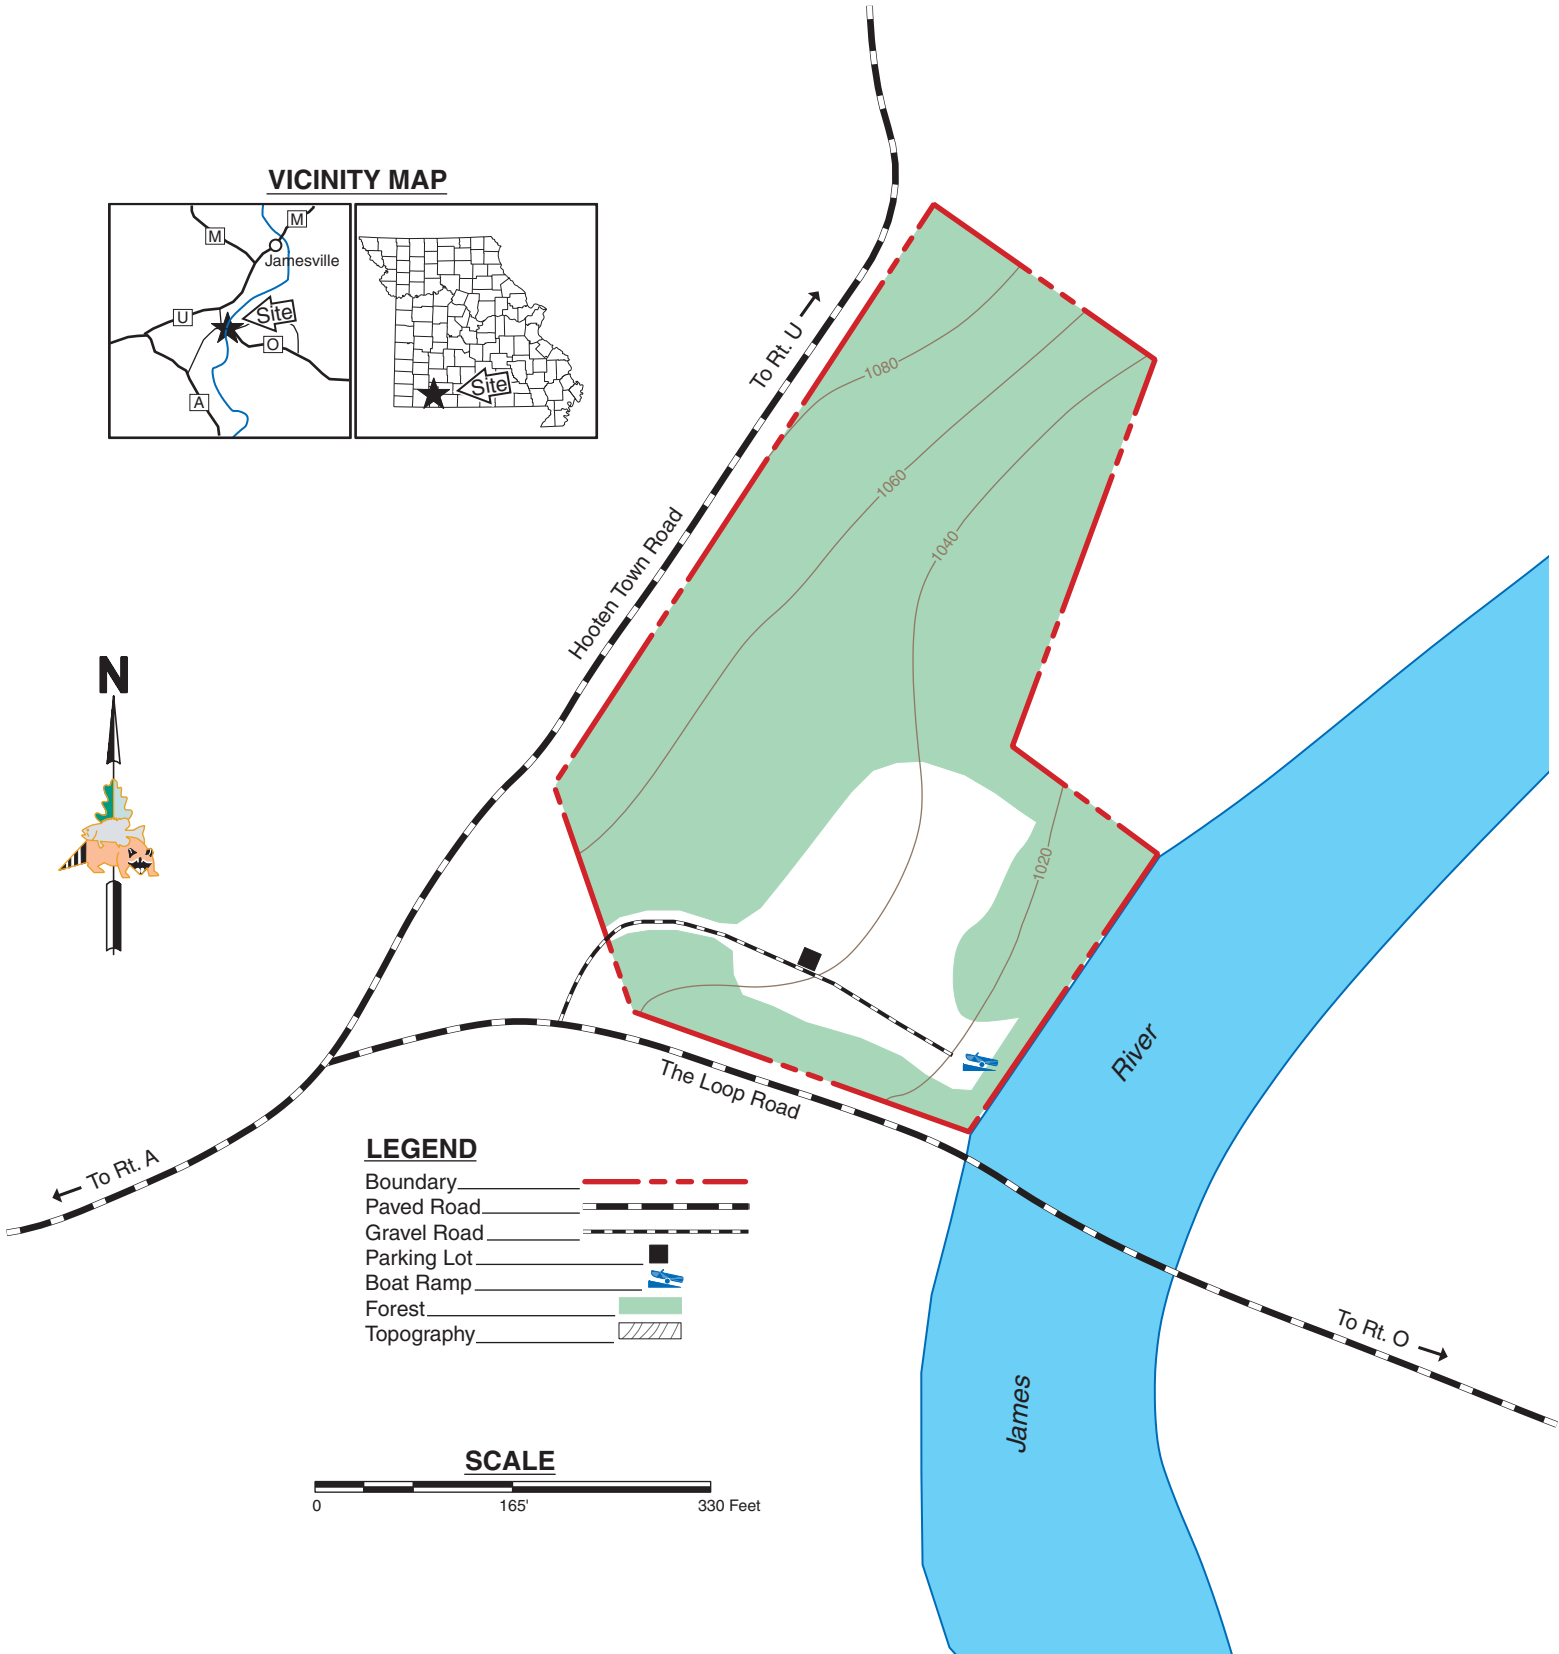 VICINITY MAP
M
M
Jamesville
U
Site
O
A
Site
To Rt. U
1080
1060
1040
Hooten Town Road
N
1020
River
The Loop Road
To Rt. A
LEGEND
Boundary
Paved Road
Gravel Road
Parking Lot
Boat Ramp
Forest
Topography
To Rt. O
James
SCALE
0 165' 330 Feet